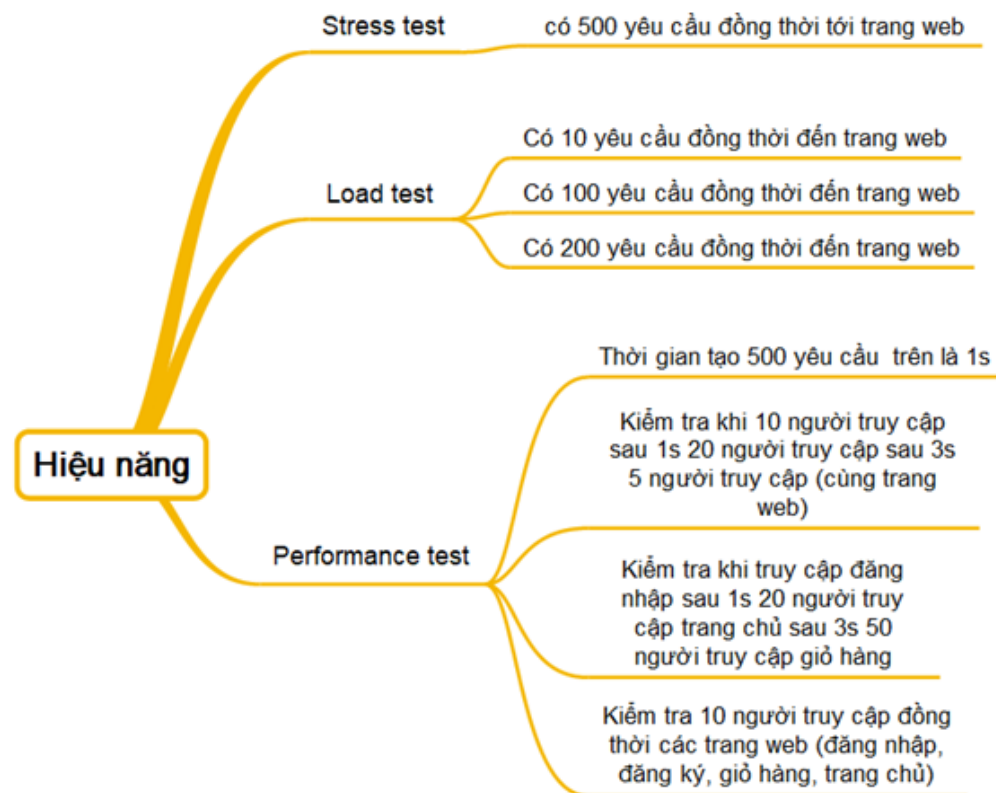 Stress test
có 500 yêu cầu đồng thời tới trang web
Có 10 yêu cầu đồng thời đến trang web
Load test
Có 100 yêu cầu đồng thời đến trang web
Có 200 yêu cầu đồng thời đến trang web
Hiệu năng
Performance test
Thời gian tạo 500 yêu cầu trên là 1s
Kiểm tra khi 10 người truy cập
sau 1s 20 người truy cập sau 3s
5 người truy cập (cùng trang
web)
Kiểm tra khi truy cập đăng
nhập sau 1s 20 người truy
cập trang chủ sau 3s 50
người truy cập giỏ hàng
Kiểm tra 10 người truy cập đồng
thời các trang web (đăng nhập,
đăng ký, giỏ hàng, trang chủ)